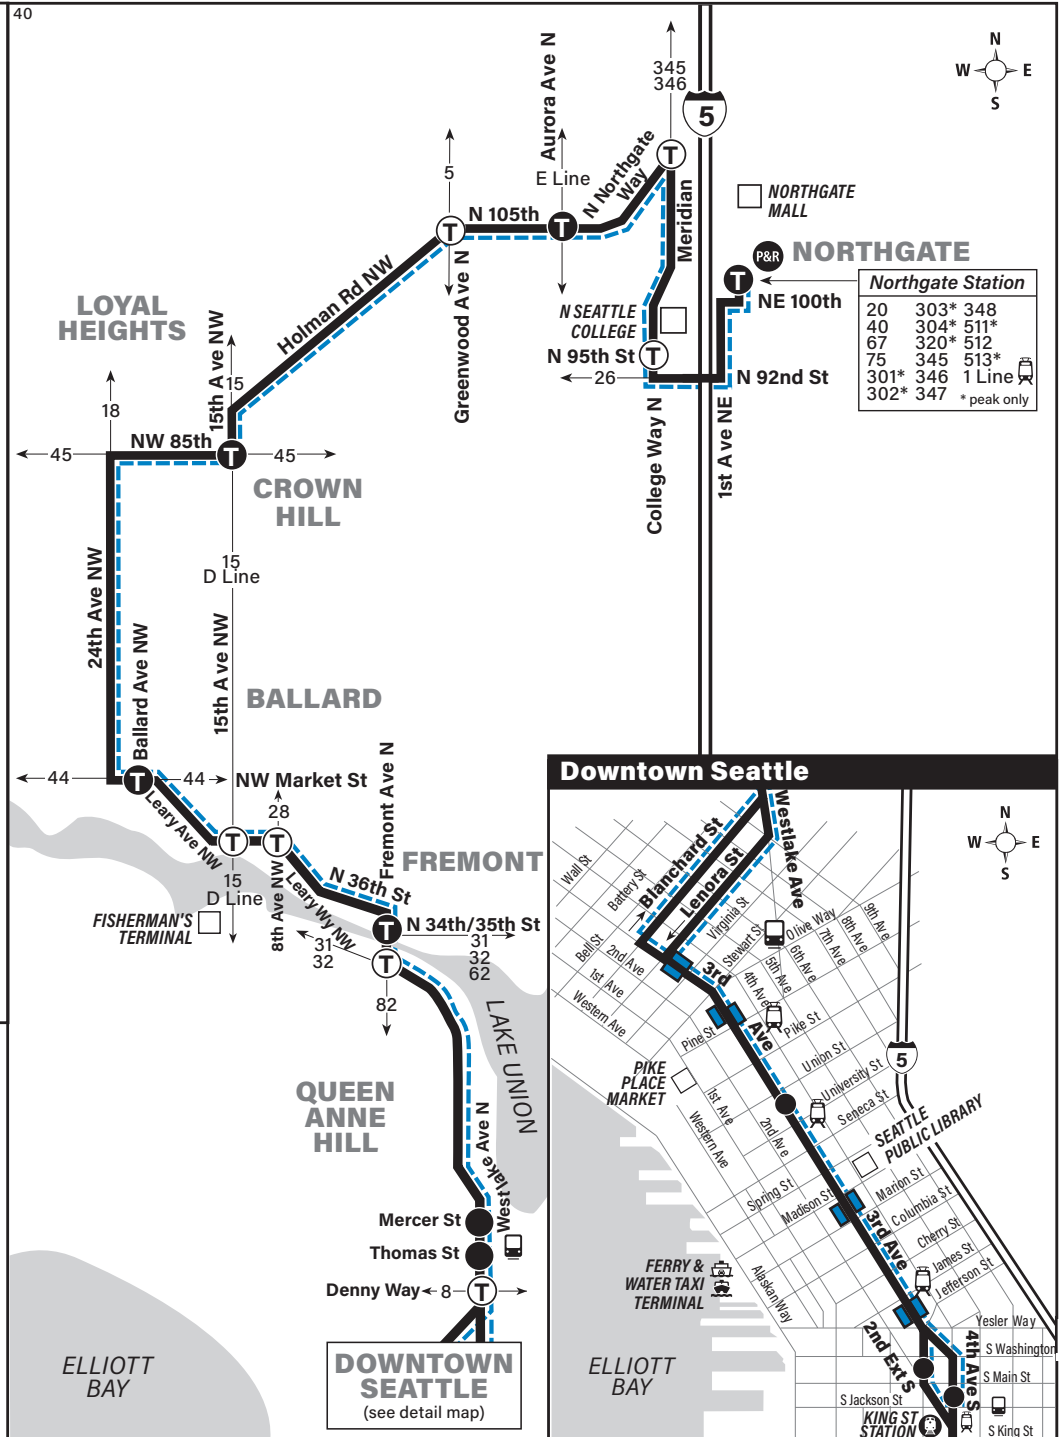 40
N
W E
S
345
346
5
Aurora Ave N
5
E Line
N Northgate
Way
T
NORTHGATE
MALL
N 105th
T
T
Meridian
P&R
NORTHGATE
T
NE 100th
Northgate Station
20 303* 348
40 304* 511*
67 320* 512
75 345 513*
301* 346 1 Line
302* 347 * peak only
Holman Rd NW
Greenwood Ave N
N SEATTLE
COLLEGE
N 95th St
T
26
N 92nd St
College Way N
1st Ave NE
LOYAL
HEIGHTS
15th Ave NW
15
18
NW 85th
45
T
45
CROWN
HILL
24th Ave NW
15
D Line
15th Ave NW
BALLARD
Ballard Ave NW
44
T
44
NW Market St
Leary Ave NW
T
28
T
15
D Line
8th Ave NW
Leary Wy NW
N 36th St
Fremont Ave N
FREMONT
FISHERMAN'S
TERMINAL
T
N 34th/35th St
31
32
31
32
62
T
82
LAKE UNION
QUEEN
ANNE
HILL
Westlake Ave N
Mercer St
Thomas St
Denny Way
8
T
ELLIOTT
BAY
DOWNTOWN
SEATTLE
(see detail map)
Downtown Seattle
N
W E
S
Westlake Ave
Blanchard St
Lenora St
Wall St
Battery St
Bell St
2nd Ave
1st Ave
Western Ave
Virginia St
Stewart St
Olive Way
9th Ave
8th Ave
7th Ave
6th Ave
5th Ave
4th Ave
3rd
Ave
Pine St
Pike St
Union St
University St
Seneca St
5
PIKE
PLACE
MARKET
1st Ave
Western Ave
2nd Ave
SEATTLE
PUBLIC LIBRARY
Spring St
Madison St
Marion St
Columbia St
Cherry St
James St
Jefferson St
3rd Ave
FERRY &
WATER TAXI
TERMINAL
Alaskan Way
Yesler Way
S Washington
S Main St
2nd Ext S
4th Ave S
S Jackson St
KING ST
STATION
S King St
ELLIOTT
BAY